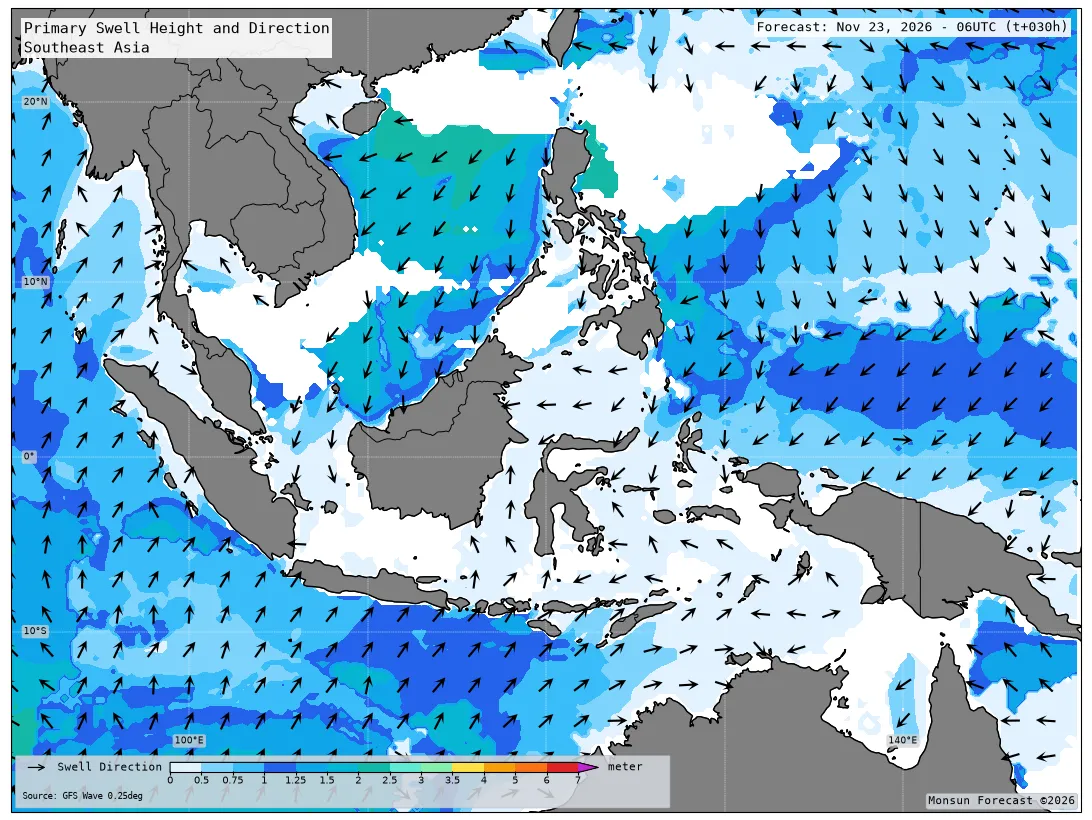 Primary Swell Height and Direction
Southeast Asia
Forecast: Nov 23, 2026 - 06UTC (t+030h)
20°N
10°N
0°
10°S
100°E
140°E
Swell Direction
0 0.5 0.75 1 1.25 1.5 2 2.5 3 3.5 4 5 6 7
meter
Source: GFS Wave 0.25deg
Monsun Forecast ©2026